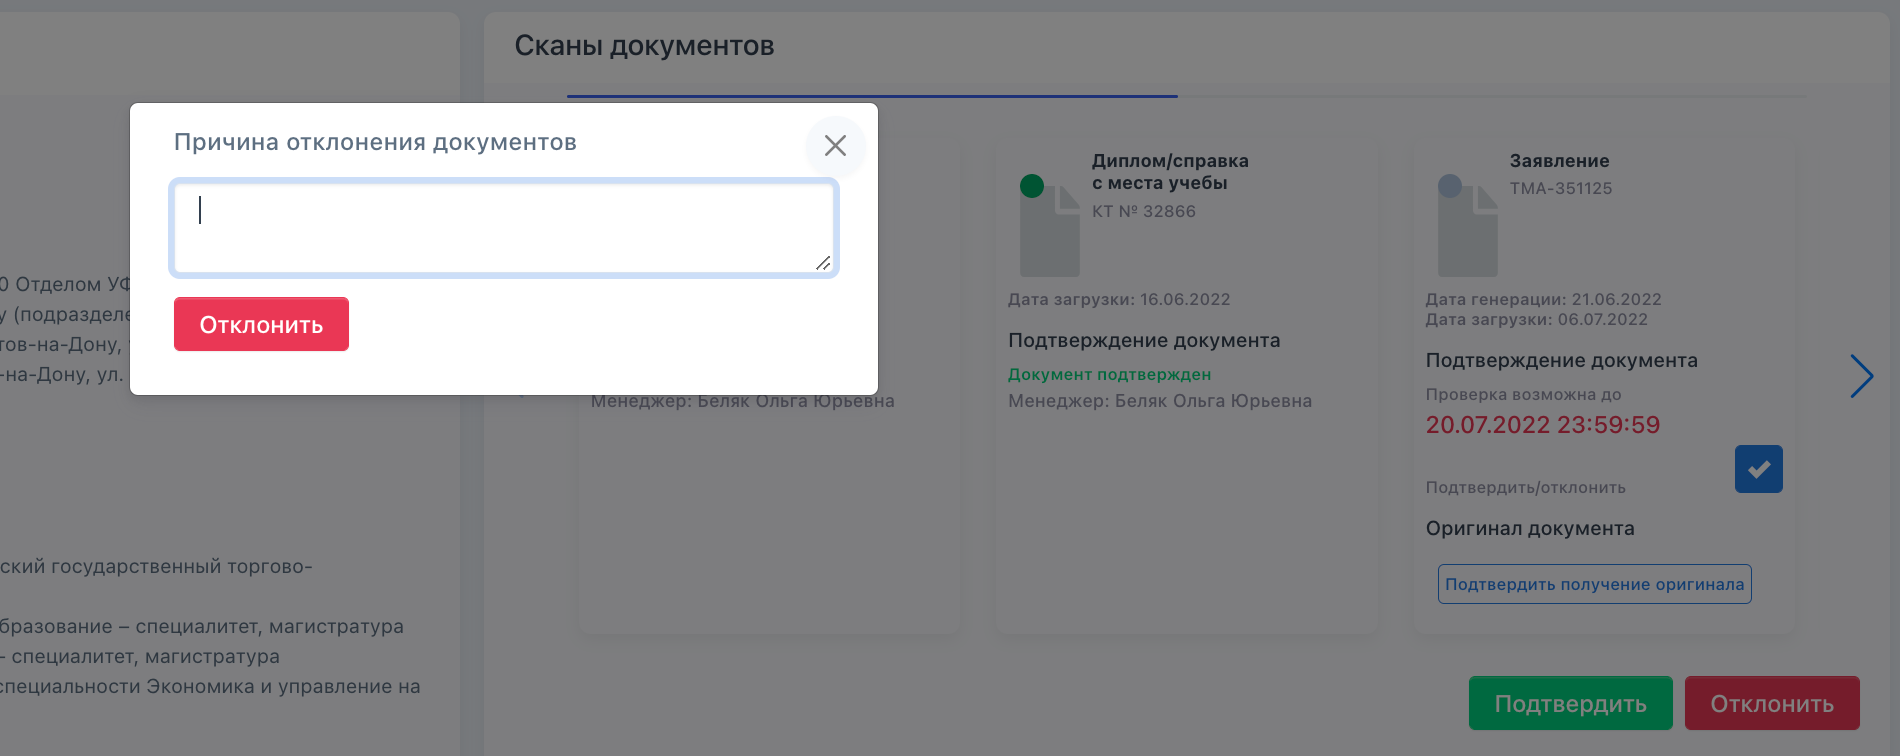 Сканы документов
Причина отклонения документов
Отклонить
0 Отделом УФ
у (подразделе
тов-на-Дону,
-на-Дону, ул.
ский государственный торгово-
бразование – специалитет, магистратура
– специалитет, магистратура
специальности Экономика и управление на
Менеджер: Беляк Ольга Юрьевна
Диплом/справка
с места учебы
КТ № 32866
Дата загрузки: 16.06.2022
Подтверждение документа
Документ подтвержден
Менеджер: Беляк Ольга Юрьевна
Заявление
ТМА-351125
Дата генерации: 21.06.2022
Дата загрузки: 06.07.2022
Подтверждение документа
Проверка возможна до
20.07.2022 23:59:59
Подтвердить/отклонить
Оригинал документа
Подтвердить получение оригинала
Подтвердить
Отклонить